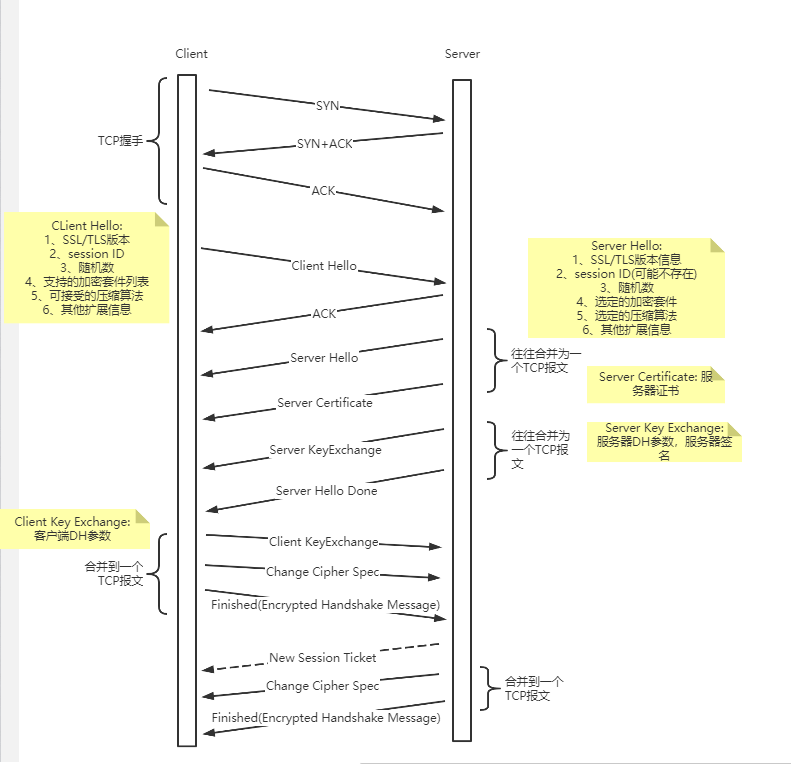 Client
Server
SYN
SYN+ACK
TCP握手
ACK
CLient Hello:
1、SSL/TLS版本
2、session ID
3、随机数
4、支持的加密套件列表
5、可接受的压缩算法
6、其他扩展信息
Client Hello
Server Hello:
1、SSL/TLS版本信息
2、session ID(可能不存在)
3、随机数
4、选定的加密套件
5、选定的压缩算法
6、其他扩展信息
ACK
Server Hello
往往合并为一
个TCP报文
Server Certificate: 服
务器证书
Server Certificate
Server Key Exchange:
服务器DH参数，服务器签
名
Server KeyExchange
往往合并为
一个TCP报
文
Server Hello Done
Client Key Exchange:
客户端DH参数
Client KeyExchange
合并到一个
TCP报文
Change Cipher Spec
Finished(Encrypted Handshake Message)
New Session Ticket
Change Cipher Spec
合并到一个
TCP报文
Finished(Encrypted Handshake Message)